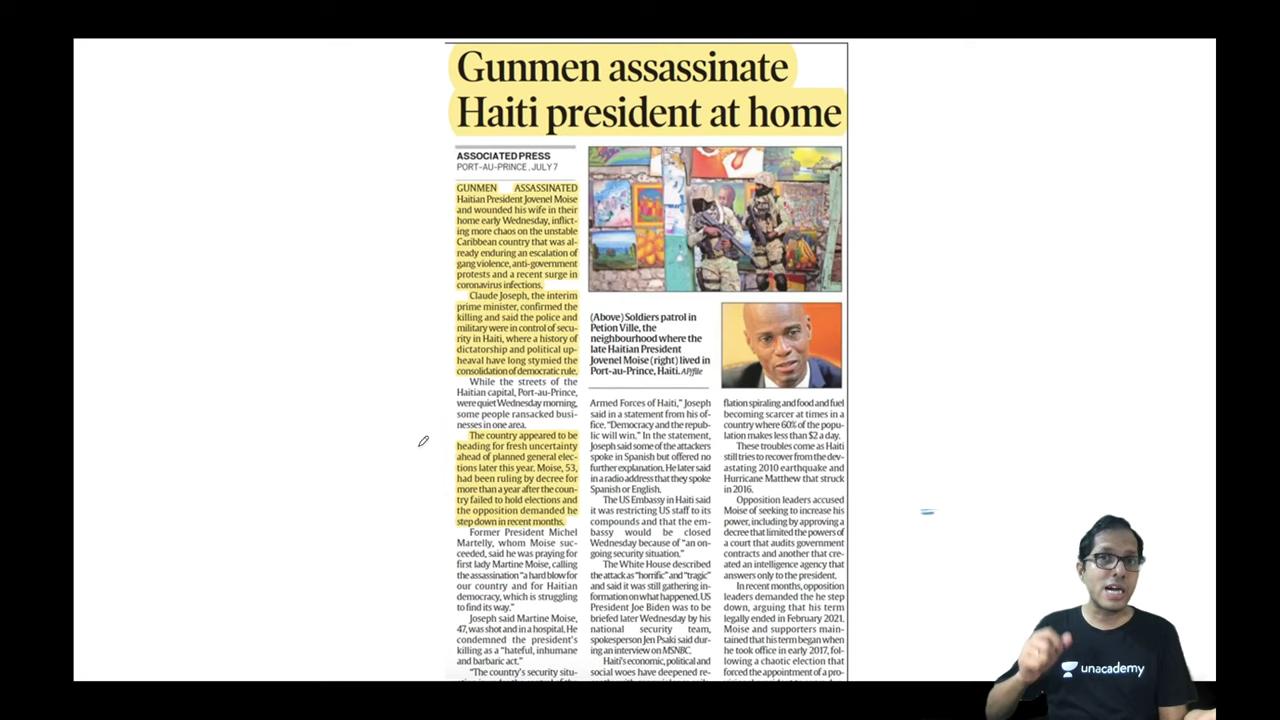 Gunmen assassinate
Haiti president at home
ASSOCIATED PRESS
PORT-AU-PRINCE, JULY 7
GUNMEN ASSASSINATED
Haitian President Jovenel Moise
and wounded his wife in their
home early Wednesday, inflict-
ing more chaos on the unstable
Caribbean country that was al-
ready enduring an escalation of
gang violence, anti-government
protests and a recent surge in
coronavirus infections.
Claude Joseph, the interim
prime minister, confirmed the
killing and said the police and
military were in control of secu-
rity in Haiti, where a history of
dictatorship and political up-
heaval have long stymied the
consolidation of democratic rule.
While the streets of the
Haitian capital, Port-au-Prince,
were quiet Wednesday morning,
some people ransacked busi-
nesses in one area.
The country appeared to be
heading for fresh uncertainty
ahead of planned general elec-
tions later this year. Moise, 53,
had been ruling by decree for
more than a year after the coun-
try failed to hold elections and
the opposition demanded he
step down in recent months.
Former President Michel
Martelly, whom Moise suc-
ceeded, said he was praying for
first lady Martine Moise, calling
the assassination "a hard blow for
our country and for Haitian
democracy, which is struggling
to find its way."
Joseph said Martine Moise,
47, was shot and in a hospital. He
condemned the president's
killing as a "hateful, inhumane
and barbaric act."
"The country's security situ-
(Above) Soldiers patrol in
Petion Ville, the
neighbourhood where the
late Haitian President
Jovenel Moise (right) lived in
Port-au-Prince, Haiti. AP/file
Armed Forces of Haiti," Joseph
said in a statement from his of-
fice. "Democracy and the repub-
lic will win." In the statement,
Joseph said some of the attackers
spoke in Spanish but offered no
further explanation. He later said
in a radio address that they spoke
Spanish or English.
The US Embassy in Haiti said
it was restricting US staff to its
compounds and that the em-
bassy would be closed
Wednesday because of "an on-
going security situation."
The White House described
the attack as "horrific" and "tragic"
and said it was still gathering in-
formation on what happened. US
President Joe Biden was to be
briefed later Wednesday by his
national security team,
spokesperson Jen Psaki said dur-
ing an interview on MSNBC.
Haiti's economic, political and
social woes have deepened re-
flation spiraling and food and fuel
becoming scarcer at times in a
country where 60% of the popu-
lation makes less than $2 a day.
These troubles come as Haiti
still tries to recover from the dev-
astating 2010 earthquake and
Hurricane Matthew that struck
in 2016.
Opposition leaders accused
Moise of seeking to increase his
power, including by approving a
decree that limited the powers of
a court that audits government
contracts and another that cre-
ated an intelligence agency that
answers only to the president.
In recent months, opposition
leaders demanded the he step
down, arguing that his term
legally ended in February 2021.
Moise and supporters main-
tained that his term began when
he took office in early 2017, fol-
lowing a chaotic election that
forced the appointment of a pro-
unacademy